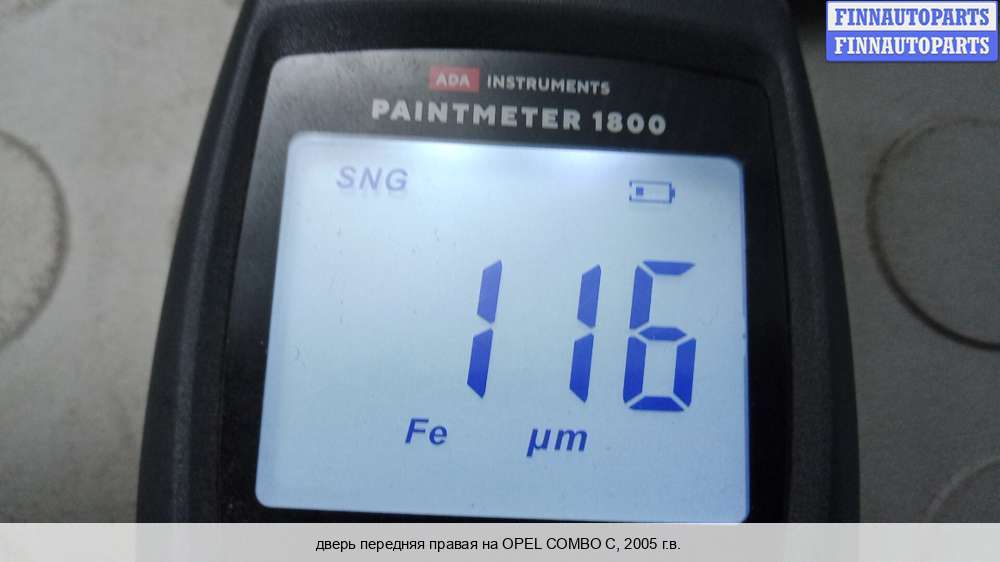 FINNAUTOPARTS
FINNAUTOPARTS
ADA INSTRUMENTS
PAINTMETER 1800
SNG
116
Fe µm
дверь передняя правая на OPEL COMBO C, 2005 г.в.